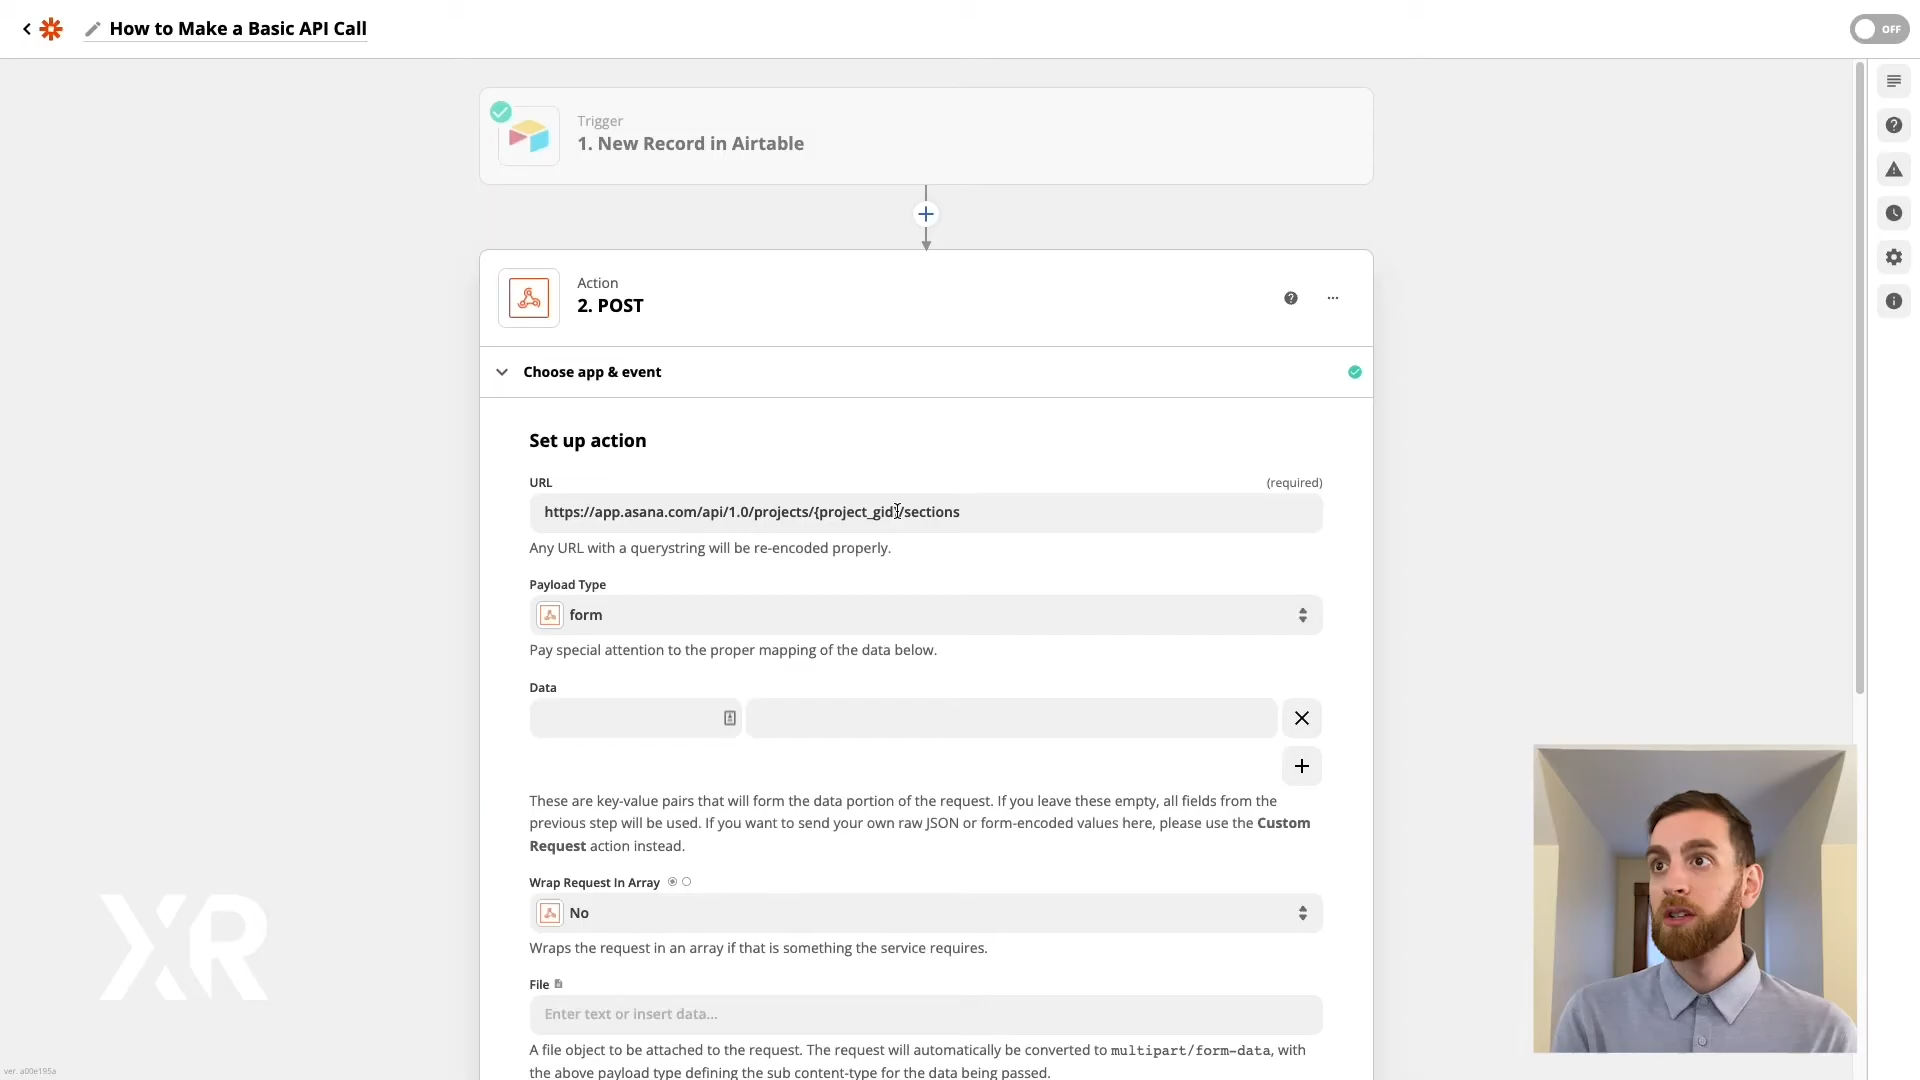 How to Make a Basic API Call
OFF
Trigger
1. New Record in Airtable
Action
2. POST
Choose app & event
Set up action
URL
(required)
https://app.asana.com/api/1.0/projects/{project_gid}/sections
Any URL with a querystring will be re-encoded properly.
Payload Type
form
Pay special attention to the proper mapping of the data below.
Data
These are key-value pairs that will form the data portion of the request. If you leave these empty, all fields from the
previous step will be used. If you want to send your own raw JSON or form-encoded values here, please use the Custom
Request action instead.
Wrap Request In Array
No
Wraps the request in an array if that is something the service requires.
File
Enter text or insert data...
A file object to be attached to the request. The request will automatically be converted to multipart/form-data, with
the above payload type defining the sub content-type for the data being passed.
XR
ver. a00e195a